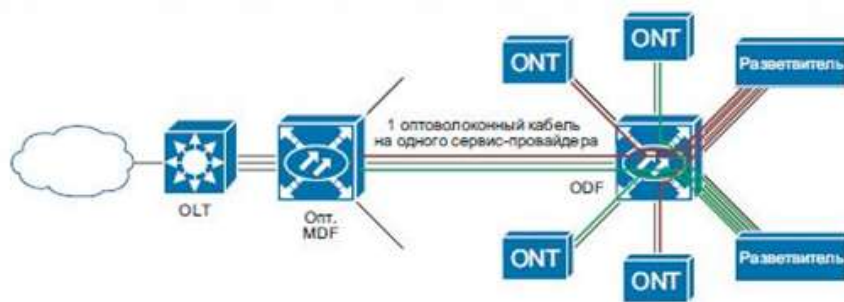 ONT
ONT
Разветвитель
1 оптоволоконный кабель
на одного сервис-провайдера
OLT
Опт.
MDF
ODF
ONT
ONT
Разветвитель